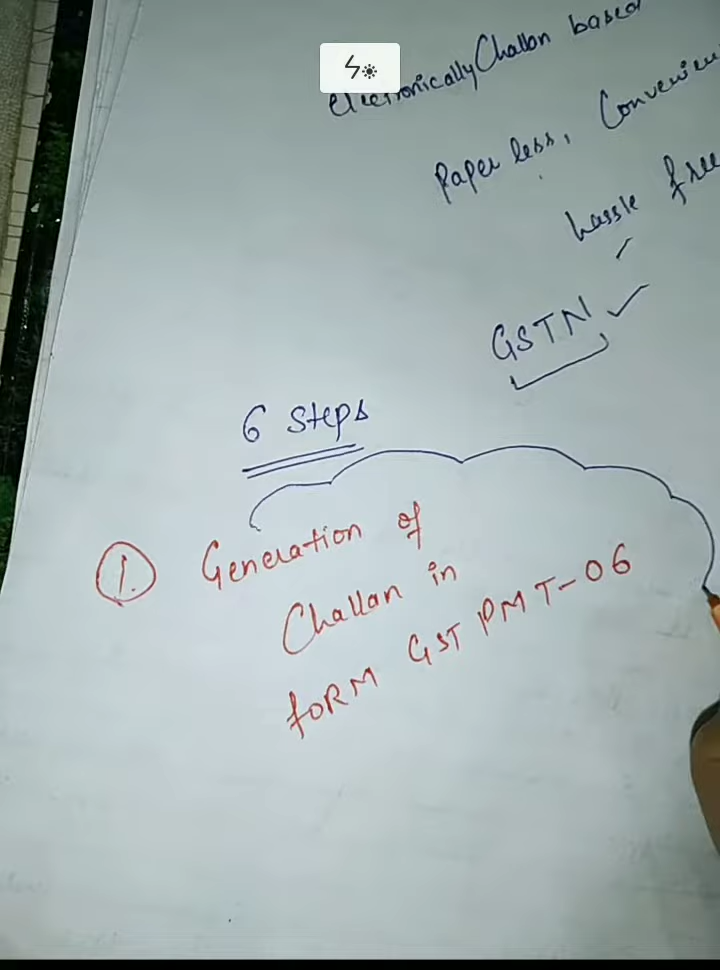 electronically Challan based
Paper less, Convenien
hassle free
GSTN ✓
6 Steps
1. Generation of
Challan in
FORM GST PMT-06